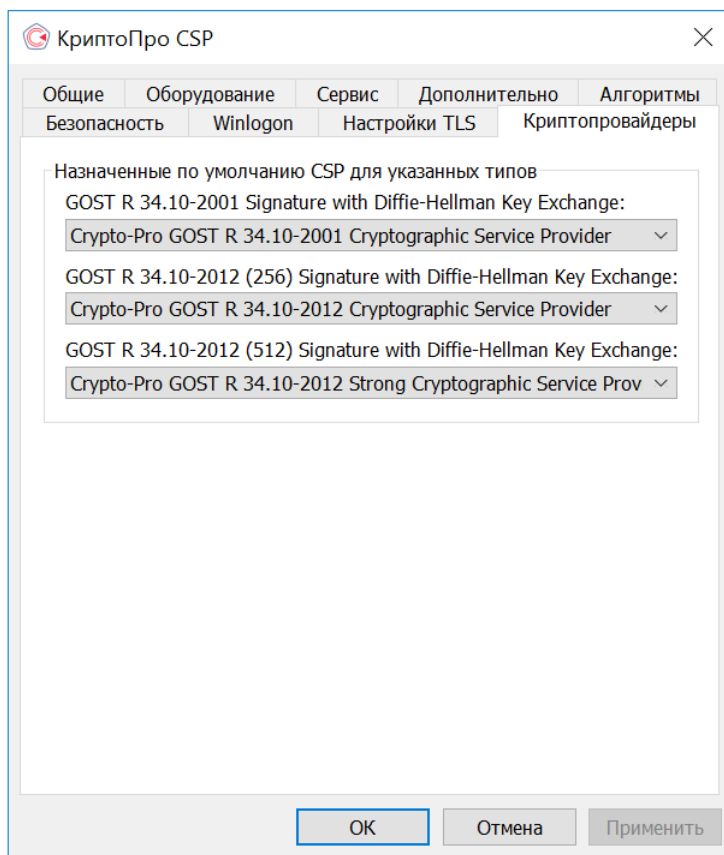 КриптоПро CSP
Общие Оборудование Сервис Дополнительно Алгоритмы
Безопасность Winlogon Настройки TLS Криптопровайдеры
Назначенные по умолчанию CSP для указанных типов
GOST R 34.10-2001 Signature with Diffie-Hellman Key Exchange:
Crypto-Pro GOST R 34.10-2001 Cryptographic Service Provider
GOST R 34.10-2012 (256) Signature with Diffie-Hellman Key Exchange:
Crypto-Pro GOST R 34.10-2012 Cryptographic Service Provider
GOST R 34.10-2012 (512) Signature with Diffie-Hellman Key Exchange:
Crypto-Pro GOST R 34.10-2012 Strong Cryptographic Service Prov
ОК Отмена Применить